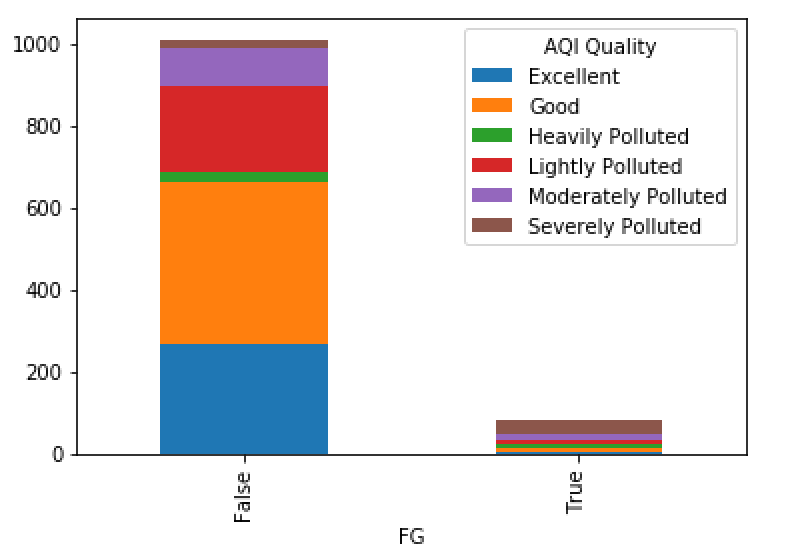 1000
800
600
400
200
0
AQI Quality
Excellent
Good
Heavily Polluted
Lightly Polluted
Moderately Polluted
Severely Polluted
False
True
FG